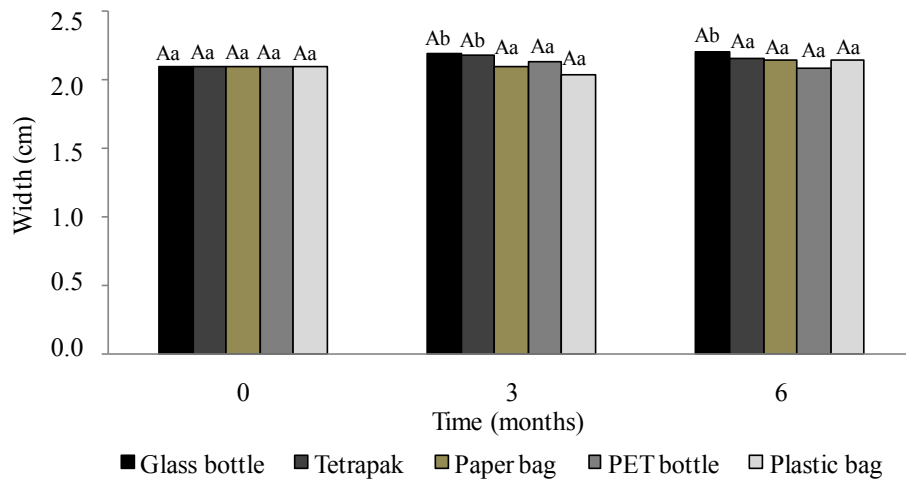 2.5
2.0
1.5
1.0
0.5
0.0
Width (cm)
Aa Aa Aa Aa Aa
Ab Ab Aa Aa Aa
Ab Aa Aa Aa Aa
0 3 6
Time (months)
Glass bottle Tetrapak Paper bag PET bottle Plastic bag